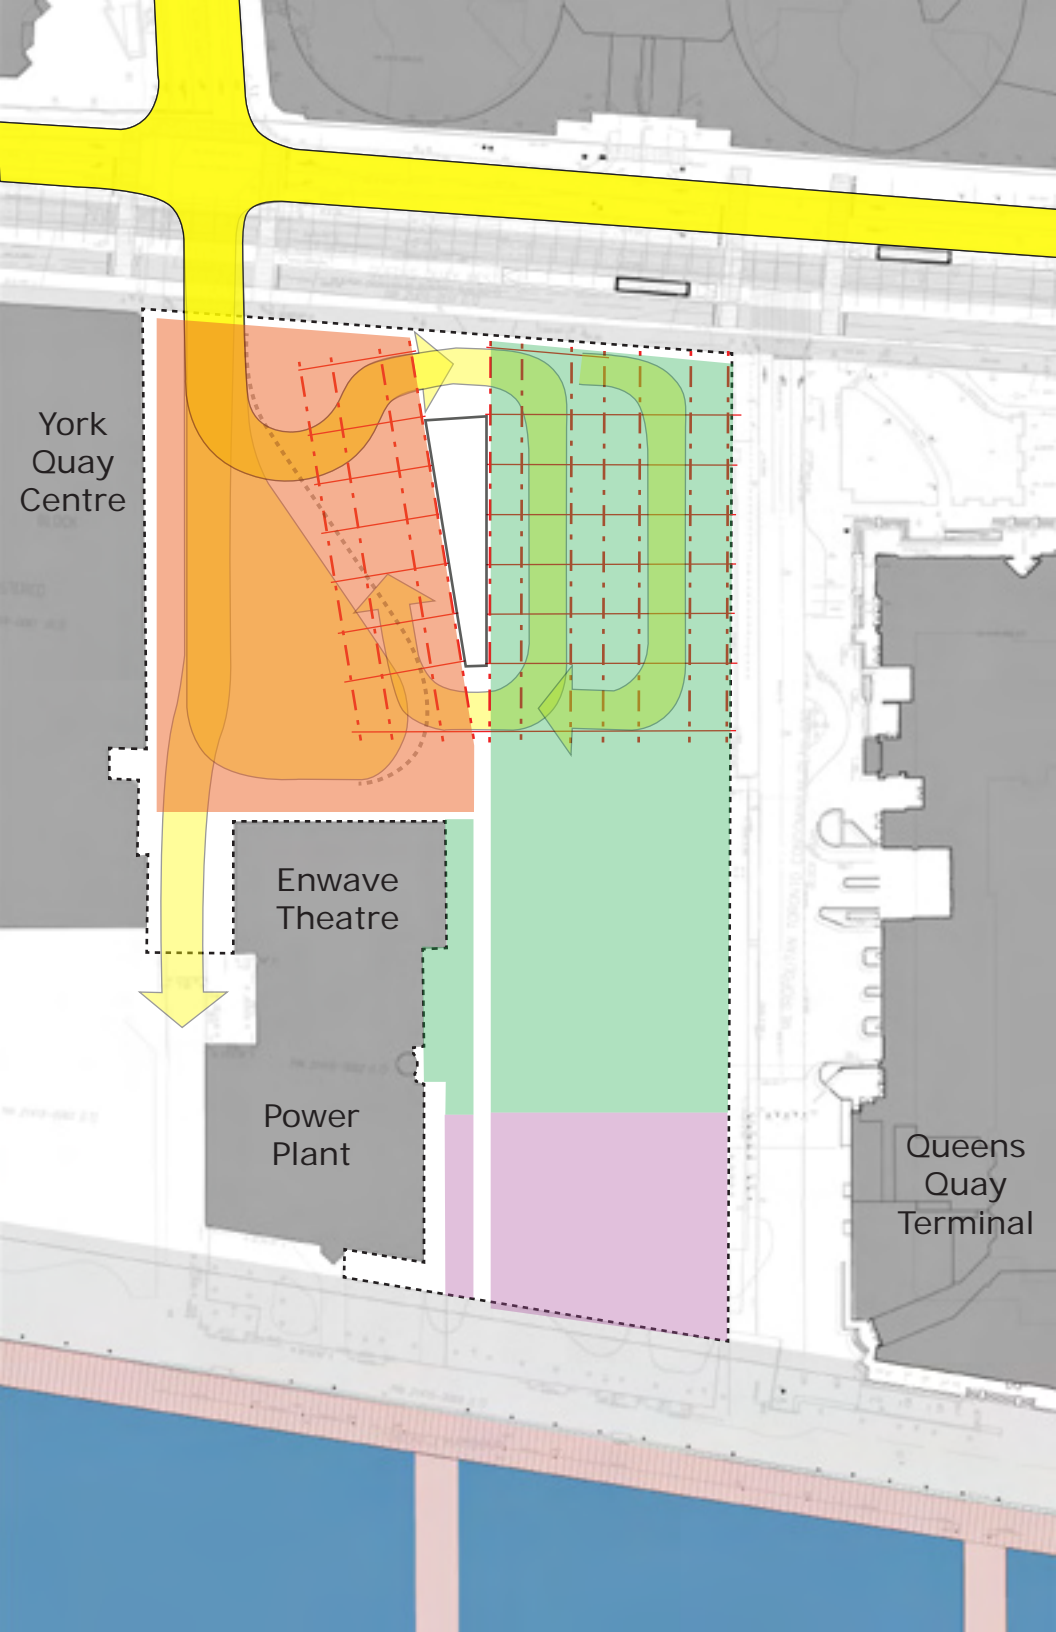 York
Quay
Centre
Enwave
Theatre
Power
Plant
Queens
Quay
Terminal